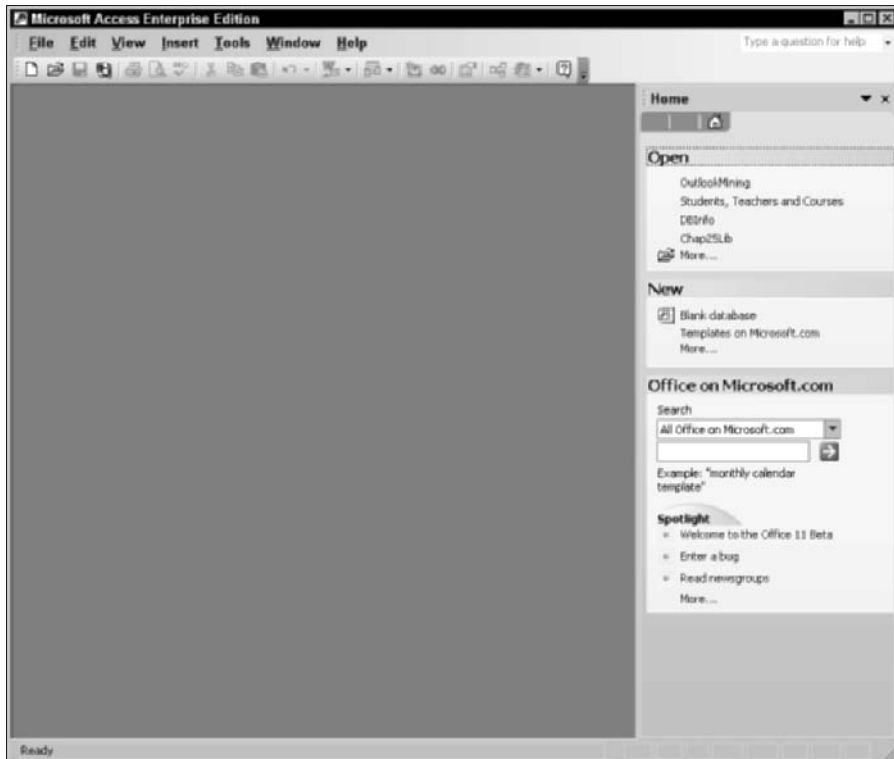 Microsoft Access Enterprise Edition
File Edit View Insert Tools Window Help
Type a question for help
Home
Open
OutlookMining
Students, Teachers and Courses
DBInfo
Chap25Lib
More...
New
Blank database
Templates on Microsoft.com
More...
Office on Microsoft.com
Search
All Office on Microsoft.com
Example: "monthly calendar
template"
Spotlight
Welcome to the Office 11 Beta
Enter a bug
Read newsgroups
More...
Ready